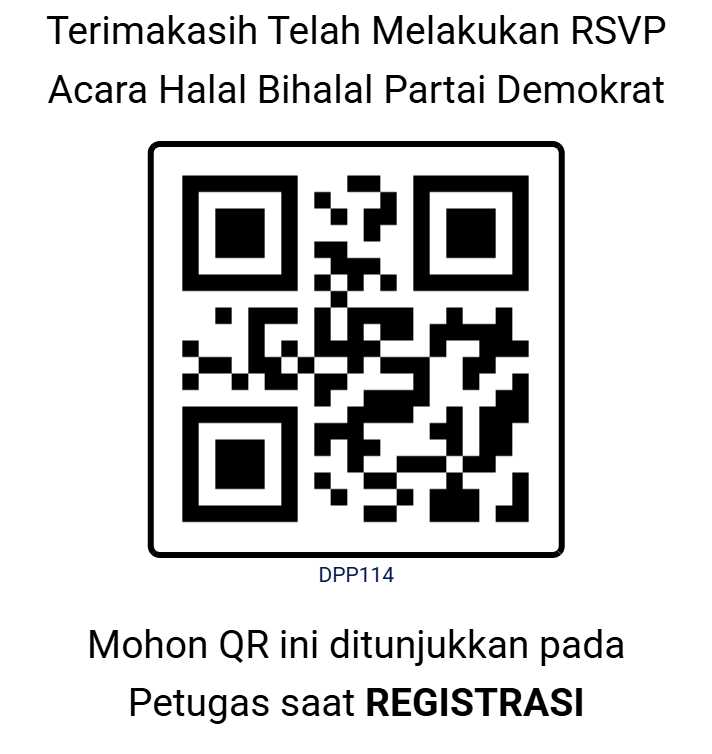 Terimakasih Telah Melakukan RSVP
Acara Halal Bihalal Partai Demokrat
DPP114
Mohon QR ini ditunjukkan pada
Petugas saat REGISTRASI